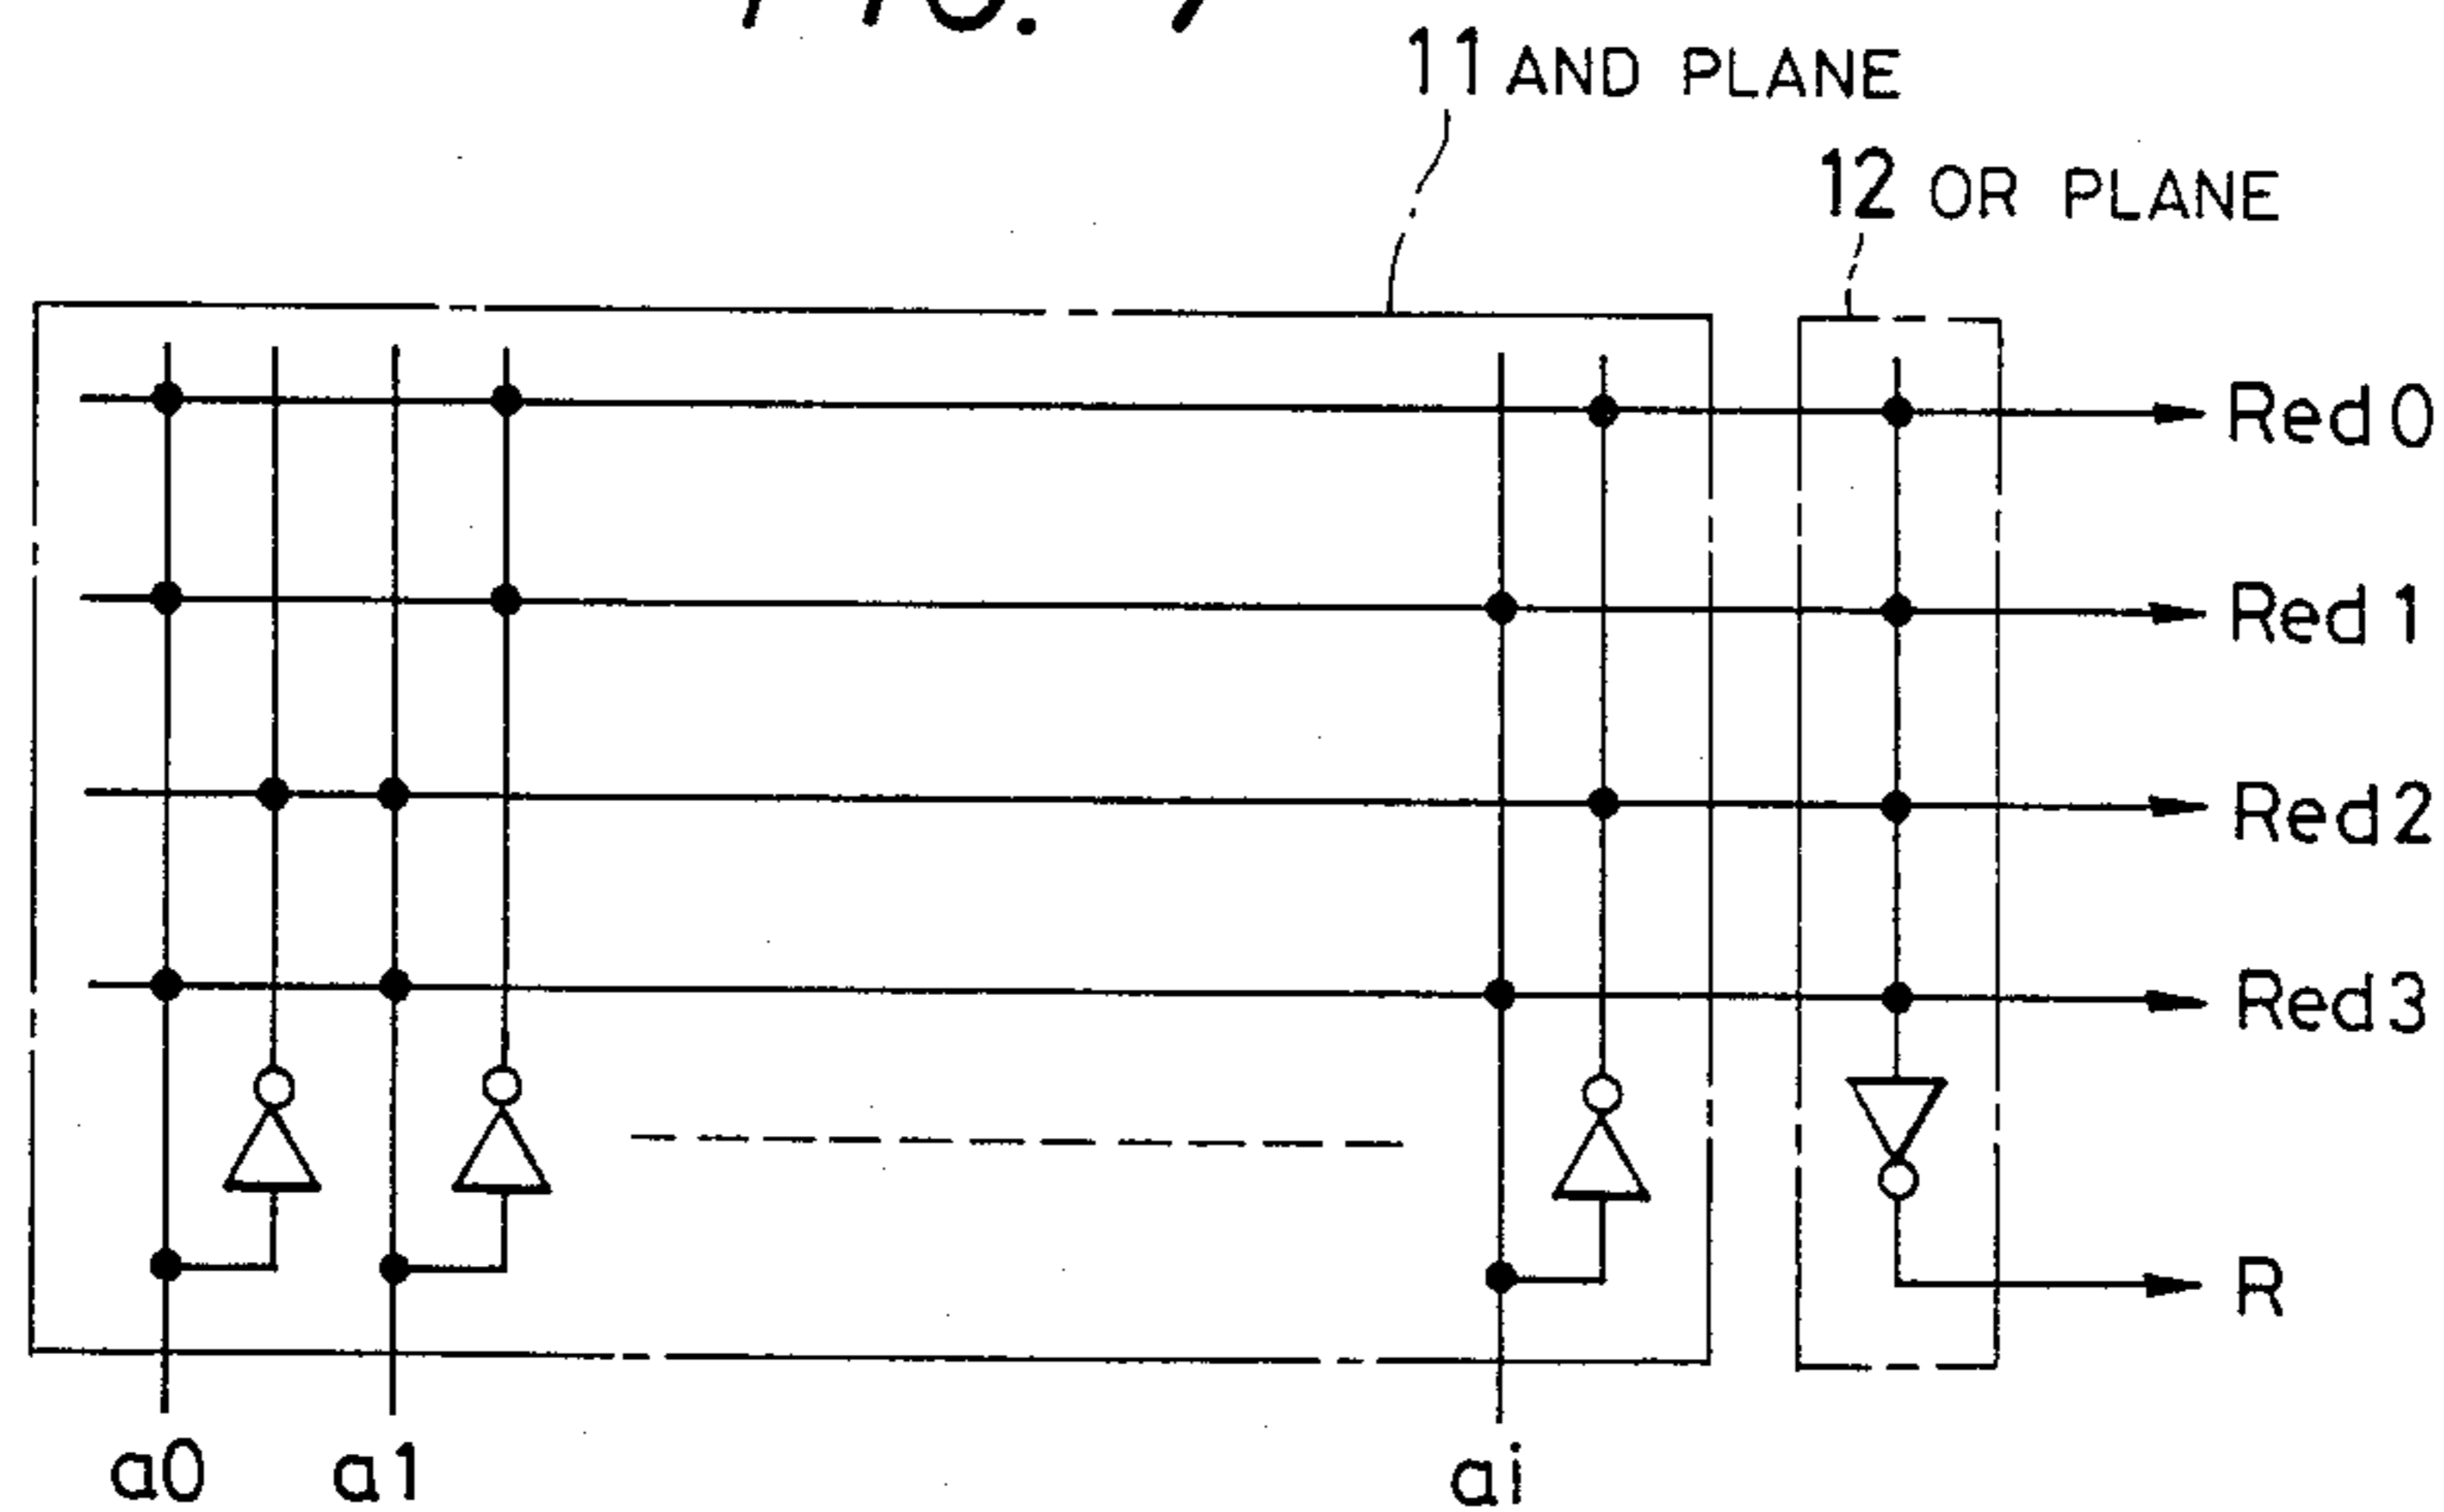 11 AND PLANE
12 OR PLANE
Red 0
Red 1
Red 2
Red 3
R
a0 a1 ai